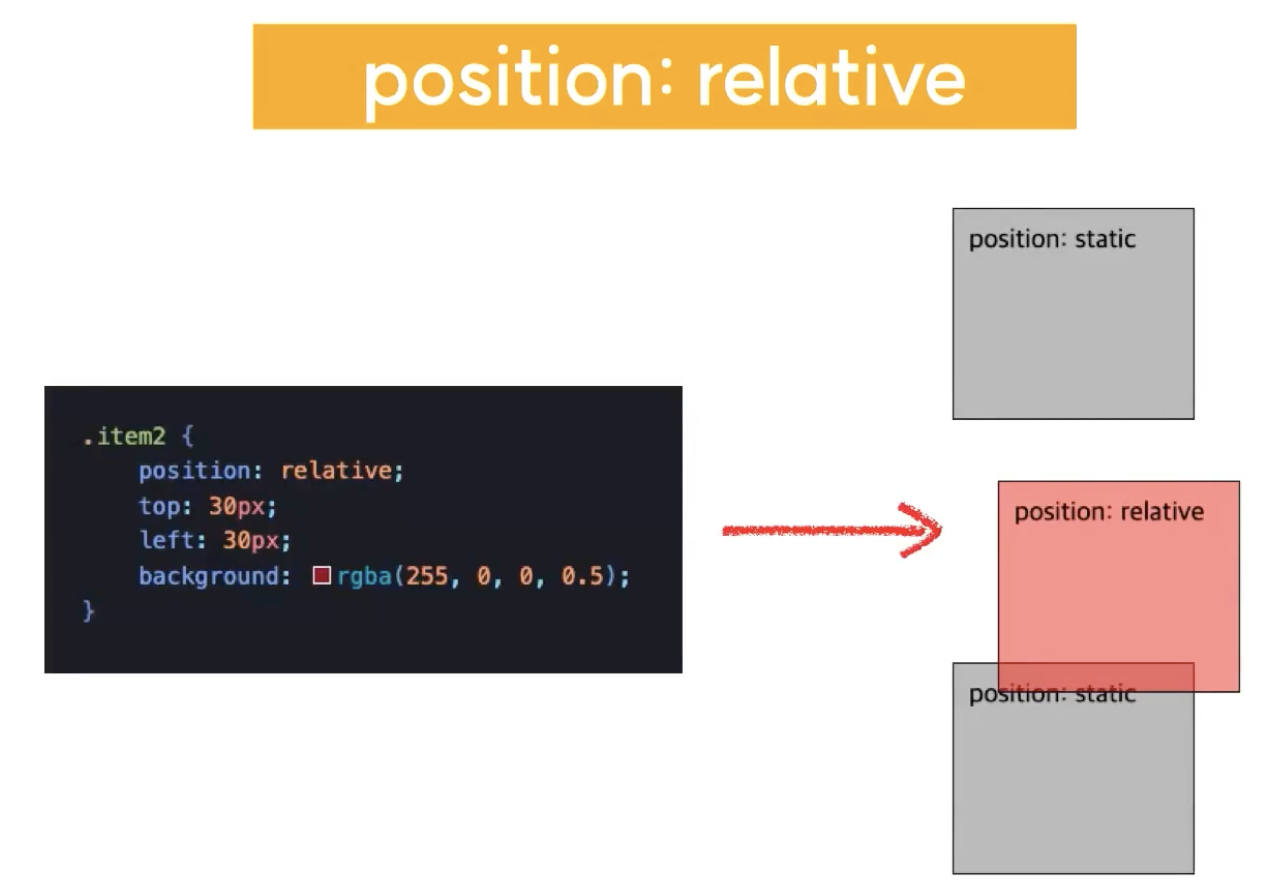 position: relative
position: static
.item2 {
position: relative;
top: 30px;
left: 30px;
background: rgba(255, 0, 0, 0.5);
}
position: relative
position: static